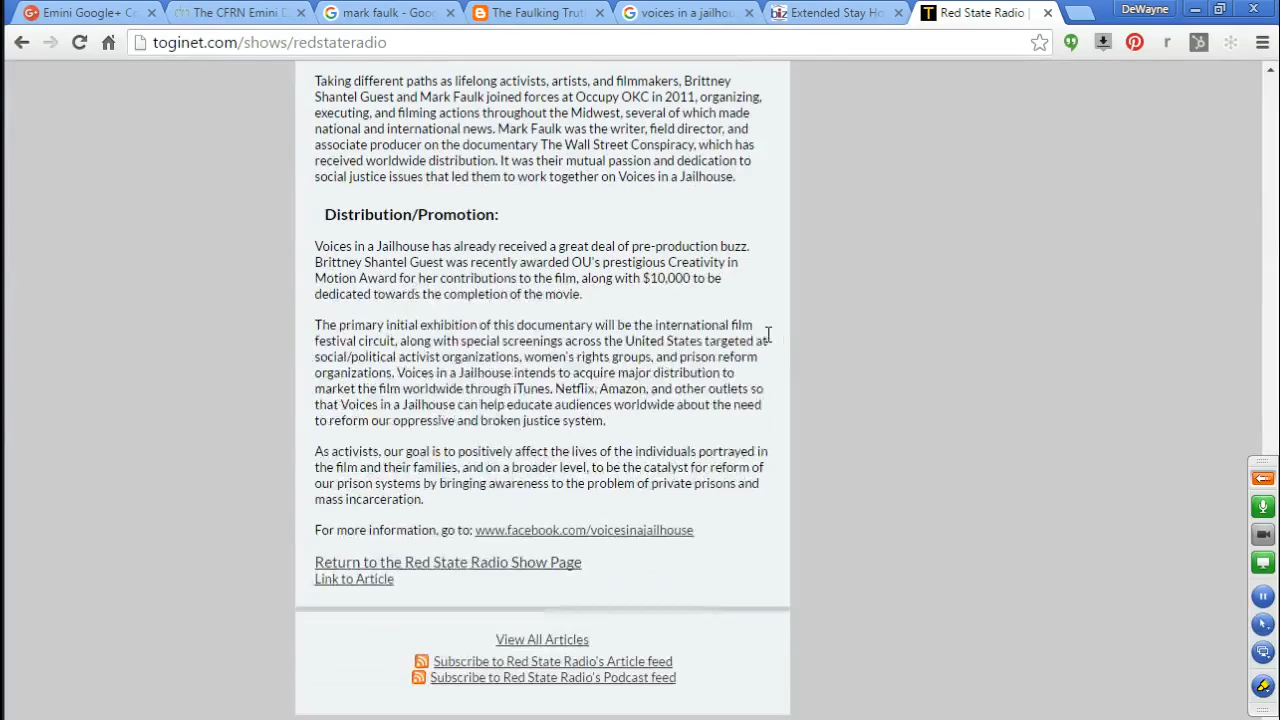 Emini Google+ Cr
The CFRN Emini D
mark faulk - Goo
The Faulking Trut
voices in a jailhou
Extended Stay Ho
Red State Radio |
DeWayne
toginet.com/shows/redstateradio
Taking different paths as lifelong activists, artists, and filmmakers, Brittney
Shantel Guest and Mark Faulk joined forces at Occupy OKC in 2011, organizing,
executing, and filming actions throughout the Midwest, several of which made
national and international news. Mark Faulk was the writer, field director, and
associate producer on the documentary The Wall Street Conspiracy, which has
received worldwide distribution. It was their mutual passion and dedication to
social justice issues that led them to work together on Voices in a Jailhouse.
Distribution/Promotion:
Voices in a Jailhouse has already received a great deal of pre-production buzz.
Brittney Shantel Guest was recently awarded OU's prestigious Creativity in
Motion Award for her contributions to the film, along with $10,000 to be
dedicated towards the completion of the movie.
The primary initial exhibition of this documentary will be the international film
festival circuit, along with special screenings across the United States targeted at
social/political activist organizations, women's rights groups, and prison reform
organizations. Voices in a Jailhouse intends to acquire major distribution to
market the film worldwide through iTunes. Netflix, Amazon, and other outlets so
that Voices in a Jailhouse can help educate audiences worldwide about the need
to reform our oppressive and broken justice system.
As activists, our goal is to positively affect the lives of the individuals portrayed in
the film and their families, and on a broader level, to be the catalyst for reform of
our prison systems by bringing awareness to the problem of private prisons and
mass incarceration.
For more information, go to: www.facebook.com/voicesinajailhouse
Return to the Red State Radio Show Page
Link to Article
View All Articles
Subscribe to Red State Radio's Article feed
Subscribe to Red State Radio's Podcast feed